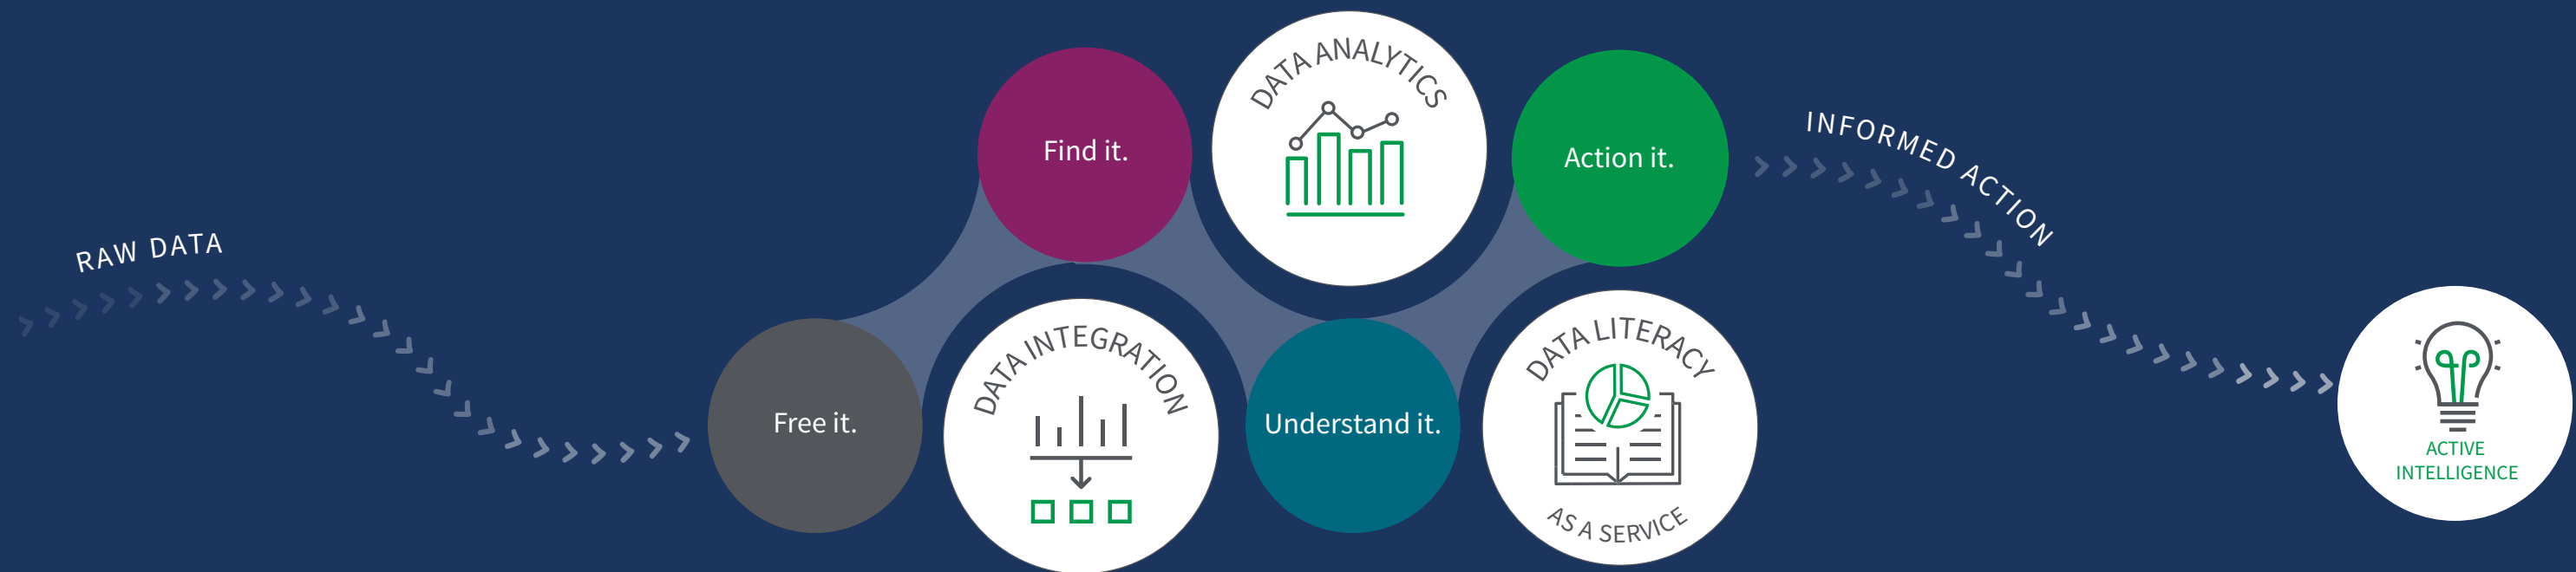 RAW DATA
Free it.
Find it.
DATA INTEGRATION
DATA ANALYTICS
Understand it.
Action it.
DATA LITERACY
AS A SERVICE
INFORMED ACTION
ACTIVE
INTELLIGENCE